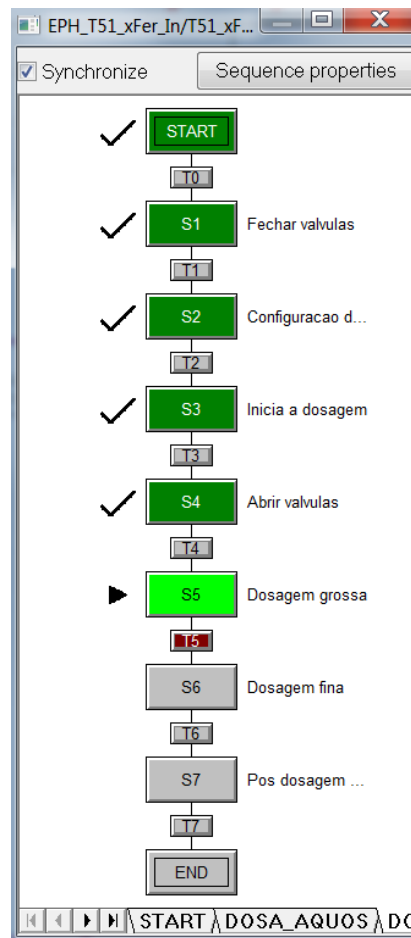 EPH_T51_xFer_In/T51_xF...
Synchronize
Sequence properties
START
T0
S1 Fechar valvulas
T1
S2 Configuracao d...
T2
S3 Inicia a dosagem
T3
S4 Abrir valvulas
T4
S5 Dosagem grossa
T5
S6 Dosagem fina
T6
S7 Pos dosagem ...
T7
END
START DOSA_AQUOS DO